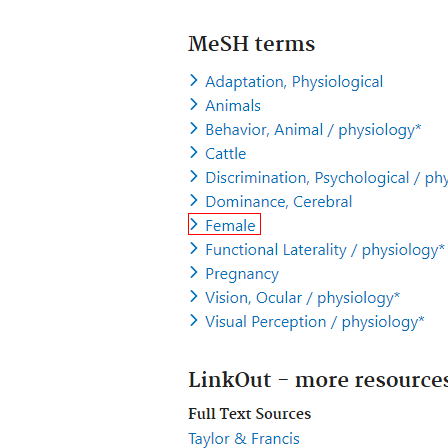 MeSH terms
Adaptation, Physiological
Animals
Behavior, Animal / physiology*
Cattle
Discrimination, Psychological / phy
Dominance, Cerebral
Female
Functional Laterality / physiology*
Pregnancy
Vision, Ocular / physiology*
Visual Perception / physiology*
LinkOut – more resources
Full Text Sources
Taylor & Francis